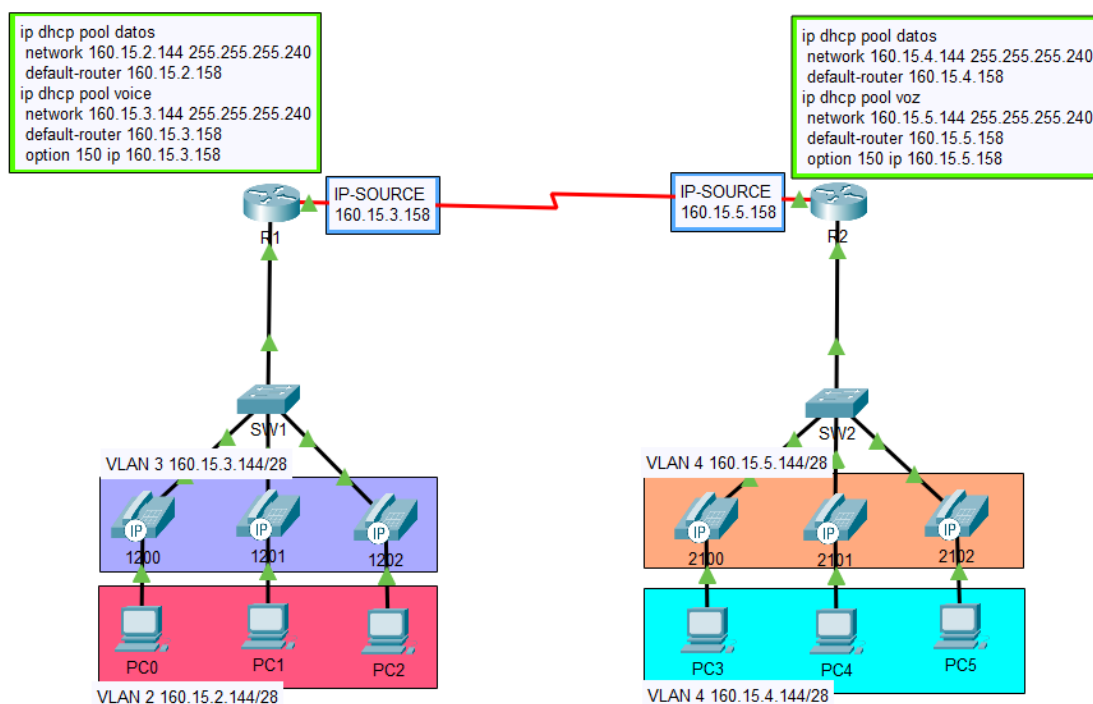 ip dhcp pool datos
network 160.15.2.144 255.255.255.240
default-router 160.15.2.158
ip dhcp pool voice
network 160.15.3.144 255.255.255.240
default-router 160.15.3.158
option 150 ip 160.15.3.158
ip dhcp pool datos
network 160.15.4.144 255.255.255.240
default-router 160.15.4.158
ip dhcp pool voz
network 160.15.5.144 255.255.255.240
default-router 160.15.5.158
option 150 ip 160.15.5.158
IP-SOURCE
160.15.3.158
IP-SOURCE
160.15.5.158
R1
R2
SW1
SW2
VLAN 3 160.15.3.144/28
VLAN 4 160.15.5.144/28
IP
IP
IP
IP
IP
IP
1200
1201
1202
2100
2101
2102
PC0
PC1
PC2
PC3
PC4
PC5
VLAN 2 160.15.2.144/28
VLAN 4 160.15.4.144/28